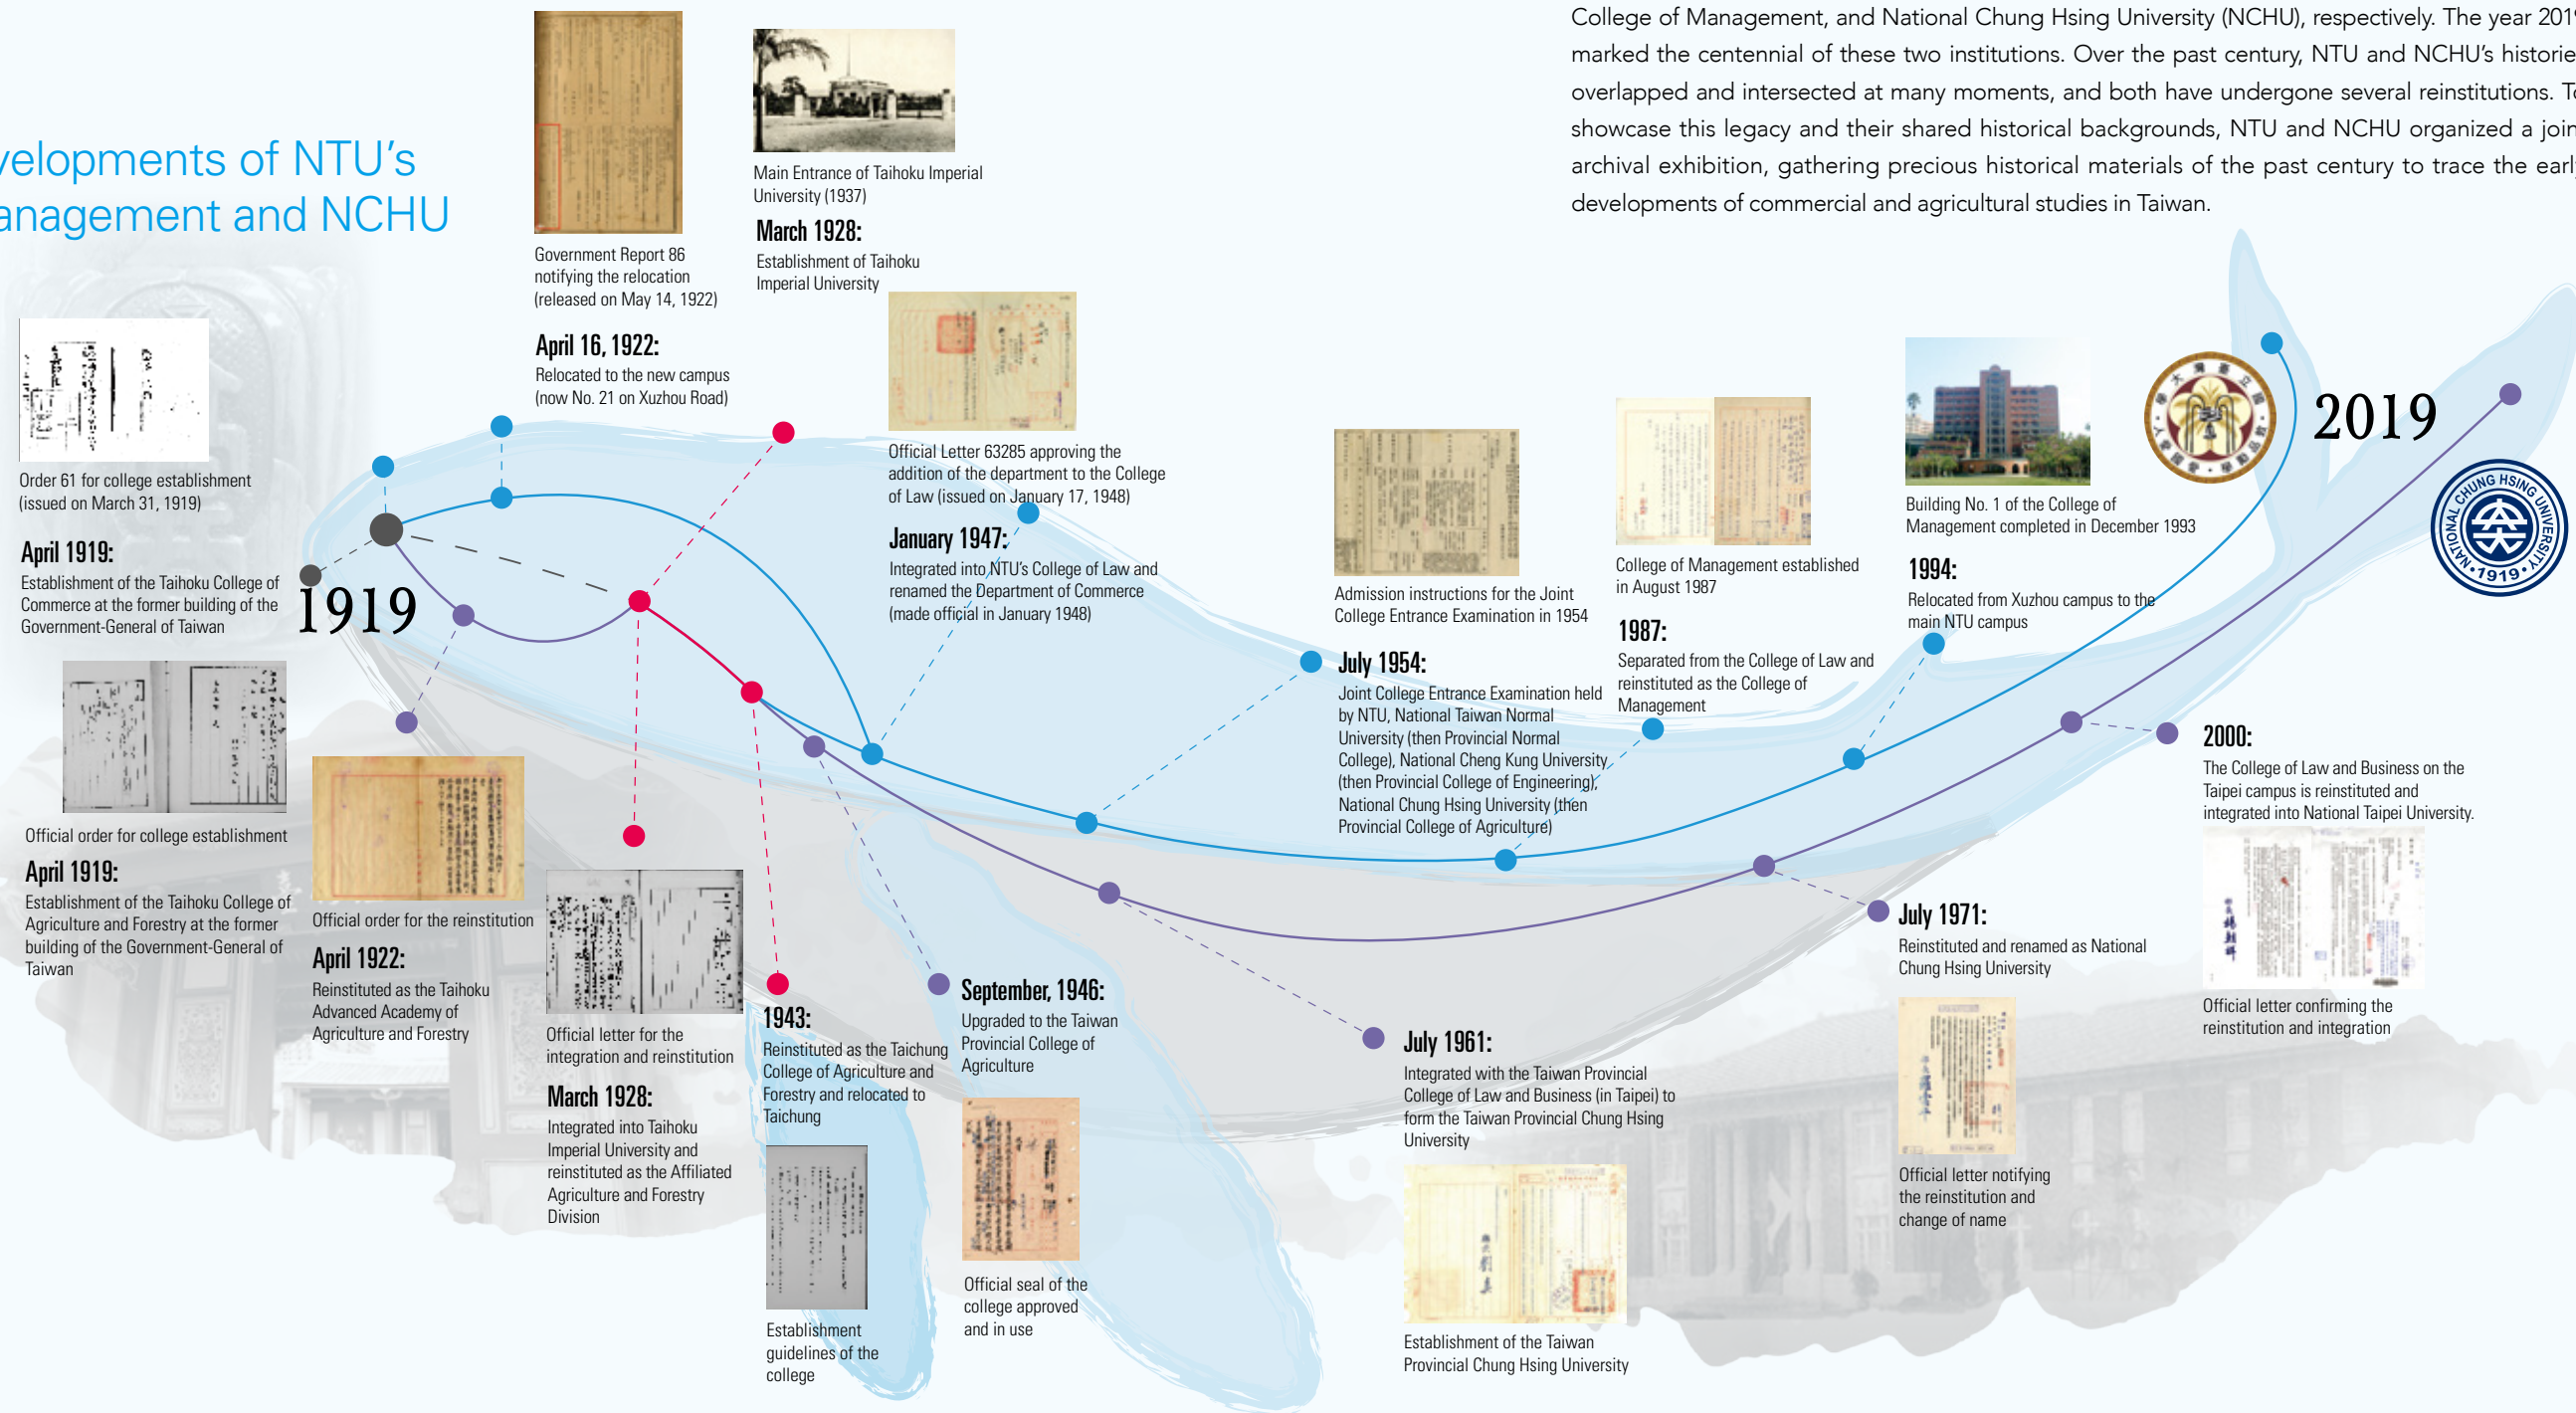 College of Management, and National Chung Hsing University (NCHU), respectively. The year 2019
marked the centennial of these two institutions. Over the past century, NTU and NCHU's histories
overlapped and intersected at many moments, and both have undergone several reinstitutions. To
showcase this legacy and their shared historical backgrounds, NTU and NCHU organized a joint
archival exhibition, gathering precious historical materials of the past century to trace the early
developments of commercial and agricultural studies in Taiwan.
velopments of NTU's
anagement and NCHU
Order 61 for college establishment
(issued on March 31, 1919)
April 1919:
Establishment of the Taihoku College of
Commerce at the former building of the
Government-General of Taiwan
1919
Government Report 86
notifying the relocation
(released on May 14, 1922)
April 16, 1922:
Relocated to the new campus
(now No. 21 on Xuzhou Road)
Main Entrance of Taihoku Imperial
University (1937)
March 1928:
Establishment of Taihoku
Imperial University
Official Letter 63285 approving the
addition of the department to the College
of Law (issued on January 17, 1948)
January 1947:
Integrated into NTU's College of Law and
renamed the Department of Commerce
(made official in January 1948)
Admission instructions for the Joint
College Entrance Examination in 1954
July 1954:
Joint College Entrance Examination held
by NTU, National Taiwan Normal
University (then Provincial Normal
College), National Cheng Kung University
(then Provincial College of Engineering),
National Chung Hsing University (then
Provincial College of Agriculture)
College of Management established
in August 1987
1987:
Separated from the College of Law and
reinstituted as the College of
Management
Building No. 1 of the College of
Management completed in December 1993
1994:
Relocated from Xuzhou campus to the
main NTU campus
2019
NATIONAL CHUNG HSING UNIVERSITY
•1919•
Official order for college establishment
April 1919:
Establishment of the Taihoku College of
Agriculture and Forestry at the former
building of the Government-General of
Taiwan
Official order for the reinstitution
April 1922:
Reinstituted as the Taihoku
Advanced Academy of
Agriculture and Forestry
Official letter for the
integration and reinstitution
March 1928:
Integrated into Taihoku
Imperial University and
reinstituted as the Affiliated
Agriculture and Forestry
Division
1943:
Reinstituted as the Taichung
College of Agriculture and
Forestry and relocated to
Taichung
Establishment
guidelines of the
college
September, 1946:
Upgraded to the Taiwan
Provincial College of
Agriculture
Official seal of the
college approved
and in use
July 1961:
Integrated with the Taiwan Provincial
College of Law and Business (in Taipei) to
form the Taiwan Provincial Chung Hsing
University
Establishment of the Taiwan
Provincial Chung Hsing University
July 1971:
Reinstituted and renamed as National
Chung Hsing University
Official letter notifying
the reinstitution and
change of name
2000:
The College of Law and Business on the
Taipei campus is reinstituted and
integrated into National Taipei University.
Official letter confirming the
reinstitution and integration